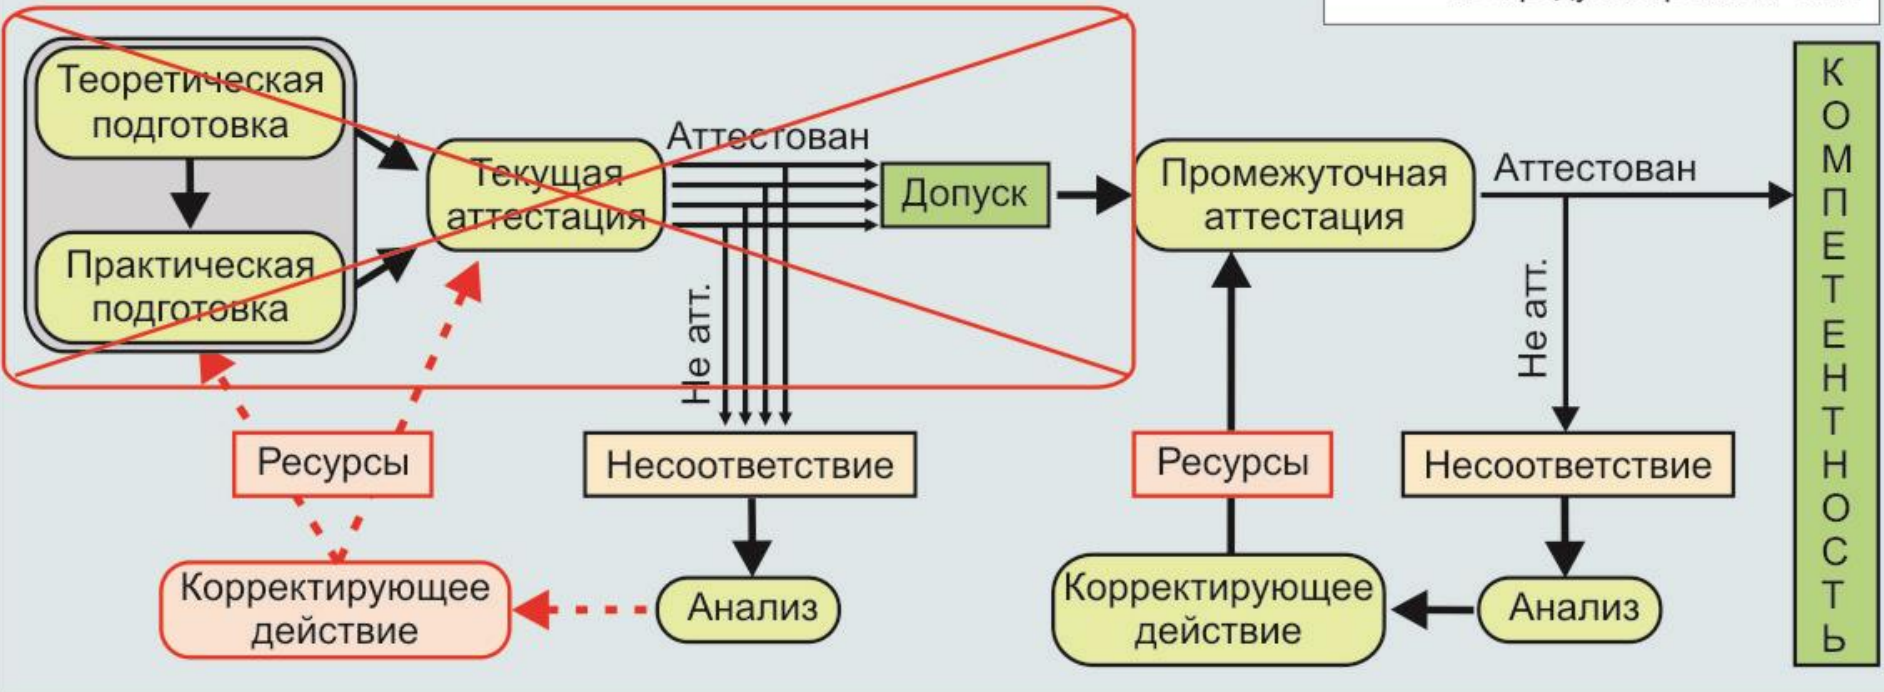 Теоретическая
подготовка
Практическая
подготовка
Текущая
аттестация
Аттестован
Не атт.
Допуск
Промежуточная
аттестация
Аттестован
Не атт.
КОМПЕТЕНТНОСТЬ
Ресурсы
Несоответствие
Ресурсы
Несоответствие
Корректирующее
действие
Анализ
Корректирующее
действие
Анализ